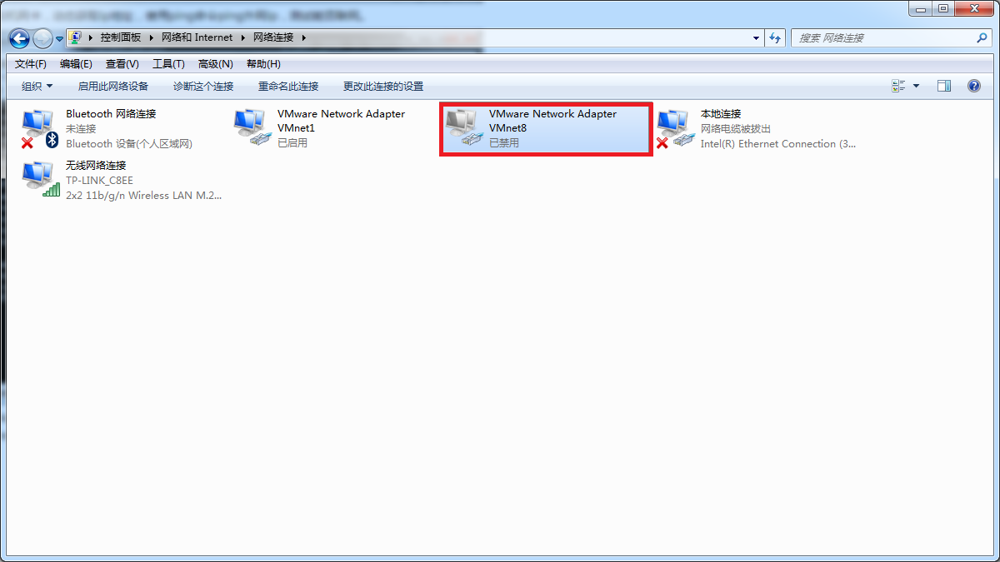 控制面板 网络和 Internet 网络连接
搜索 网络连接
文件(F) 编辑(E) 查看(V) 工具(T) 高级(N) 帮助(H)
组织 启用此网络设备 诊断这个连接 重命名此连接 更改此连接的设置
Bluetooth 网络连接
未连接
Bluetooth 设备(个人区域网)
VMware Network Adapter
VMnet1
已启用
VMware Network Adapter
VMnet8
已禁用
本地连接
网络电缆被拔出
Intel(R) Ethernet Connection (3...
无线网络连接
TP-LINK_C8EE
2x2 11b/g/n Wireless LAN M.2...